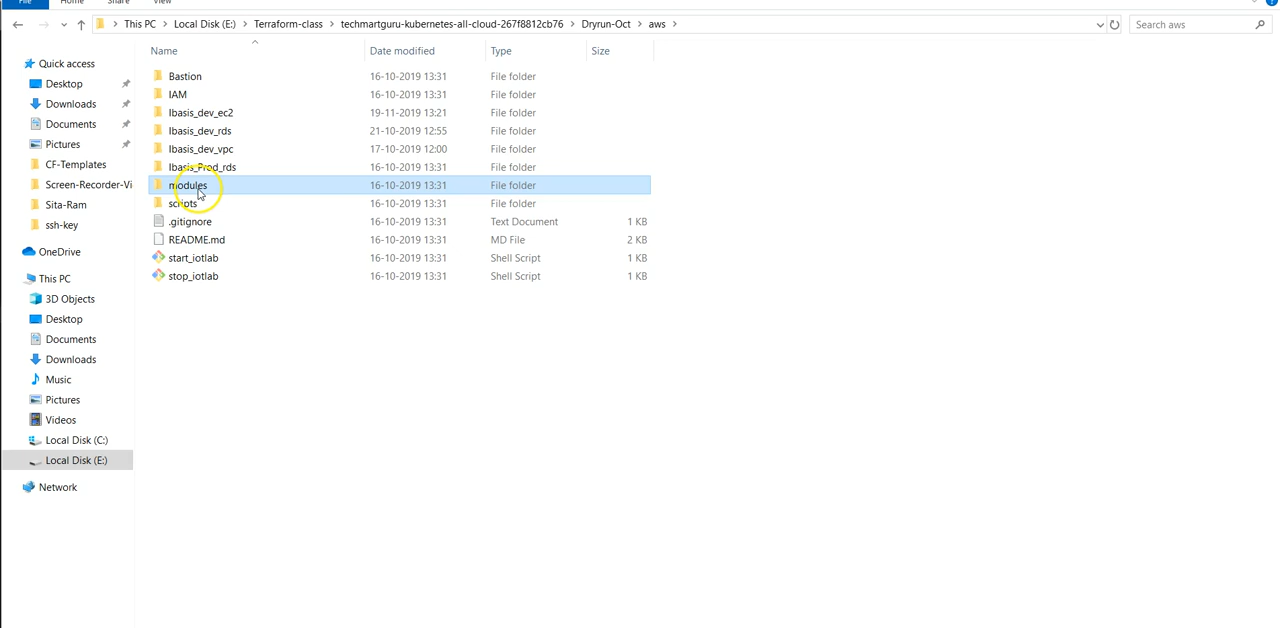 File Home Share View
This PC > Local Disk (E:) > Terraform-class > techmartguru-kubernetes-all-cloud-267f8812cb76 > Dryrun-Oct > aws >
Search aws
Name Date modified Type Size
Quick access
Desktop
Downloads
Documents
Pictures
CF-Templates
Screen-Recorder-Vi
Sita-Ram
ssh-key
OneDrive
This PC
3D Objects
Desktop
Documents
Downloads
Music
Pictures
Videos
Local Disk (C:)
Local Disk (E:)
Network
Bastion 16-10-2019 13:31 File folder
IAM 16-10-2019 13:31 File folder
Ibasis_dev_ec2 19-11-2019 13:21 File folder
Ibasis_dev_rds 21-10-2019 12:55 File folder
Ibasis_dev_vpc 17-10-2019 12:00 File folder
Ibasis_Prod_rds 16-10-2019 13:31 File folder
modules 16-10-2019 13:31 File folder
scripts 16-10-2019 13:31 File folder
.gitignore 16-10-2019 13:31 Text Document 1 KB
README.md 16-10-2019 13:31 MD File 2 KB
start_iotlab 16-10-2019 13:31 Shell Script 1 KB
stop_iotlab 16-10-2019 13:31 Shell Script 1 KB